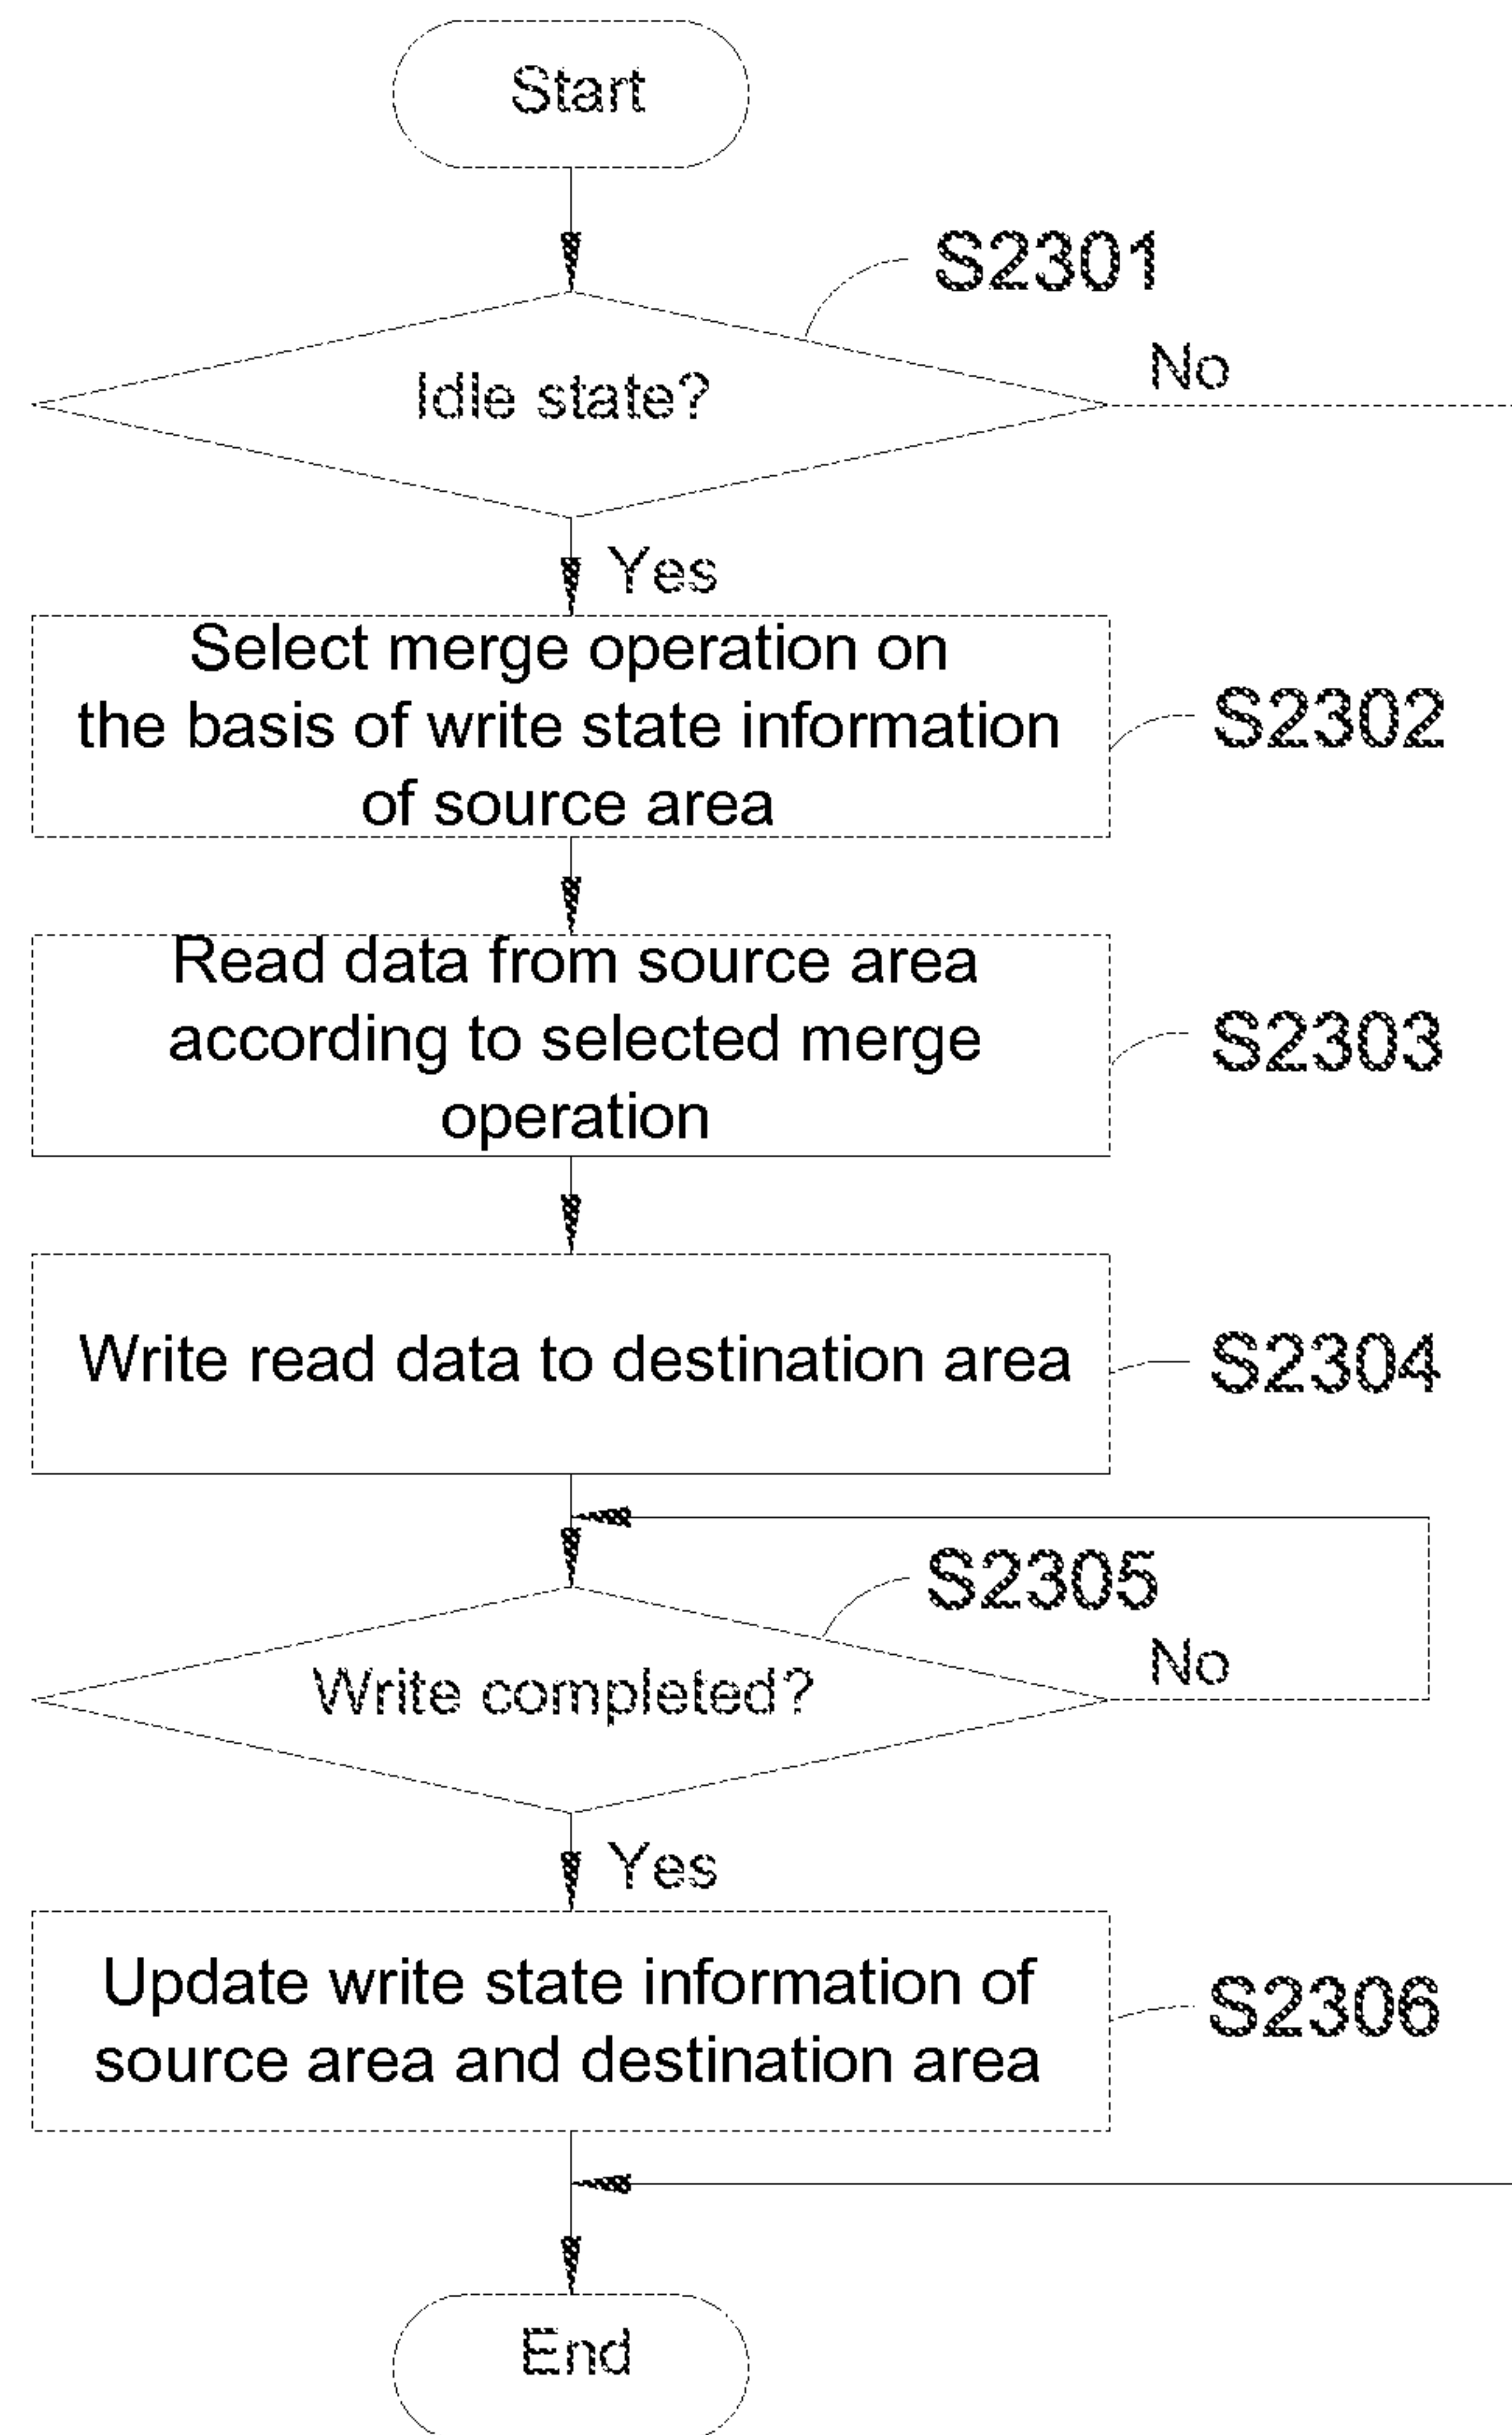 Start
S2301
Idle state?
No
Yes
Select merge operation on
the basis of write state information
of source area
S2302
Read data from source area
according to selected merge
operation
S2303
Write read data to destination area
S2304
S2305
Write completed?
No
Yes
Update write state information of
source area and destination area
S2306
End